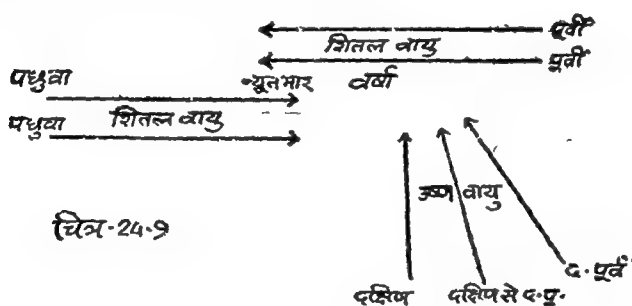 पूर्वी
शितल वायु
पूर्वी
पछुवा
न्यूनभार वर्षा
शितल वायु
पछुवा
उष्ण वायु
चित्र-24-9
द. पूर्व
दक्षिण
दक्षिण से द. पू.